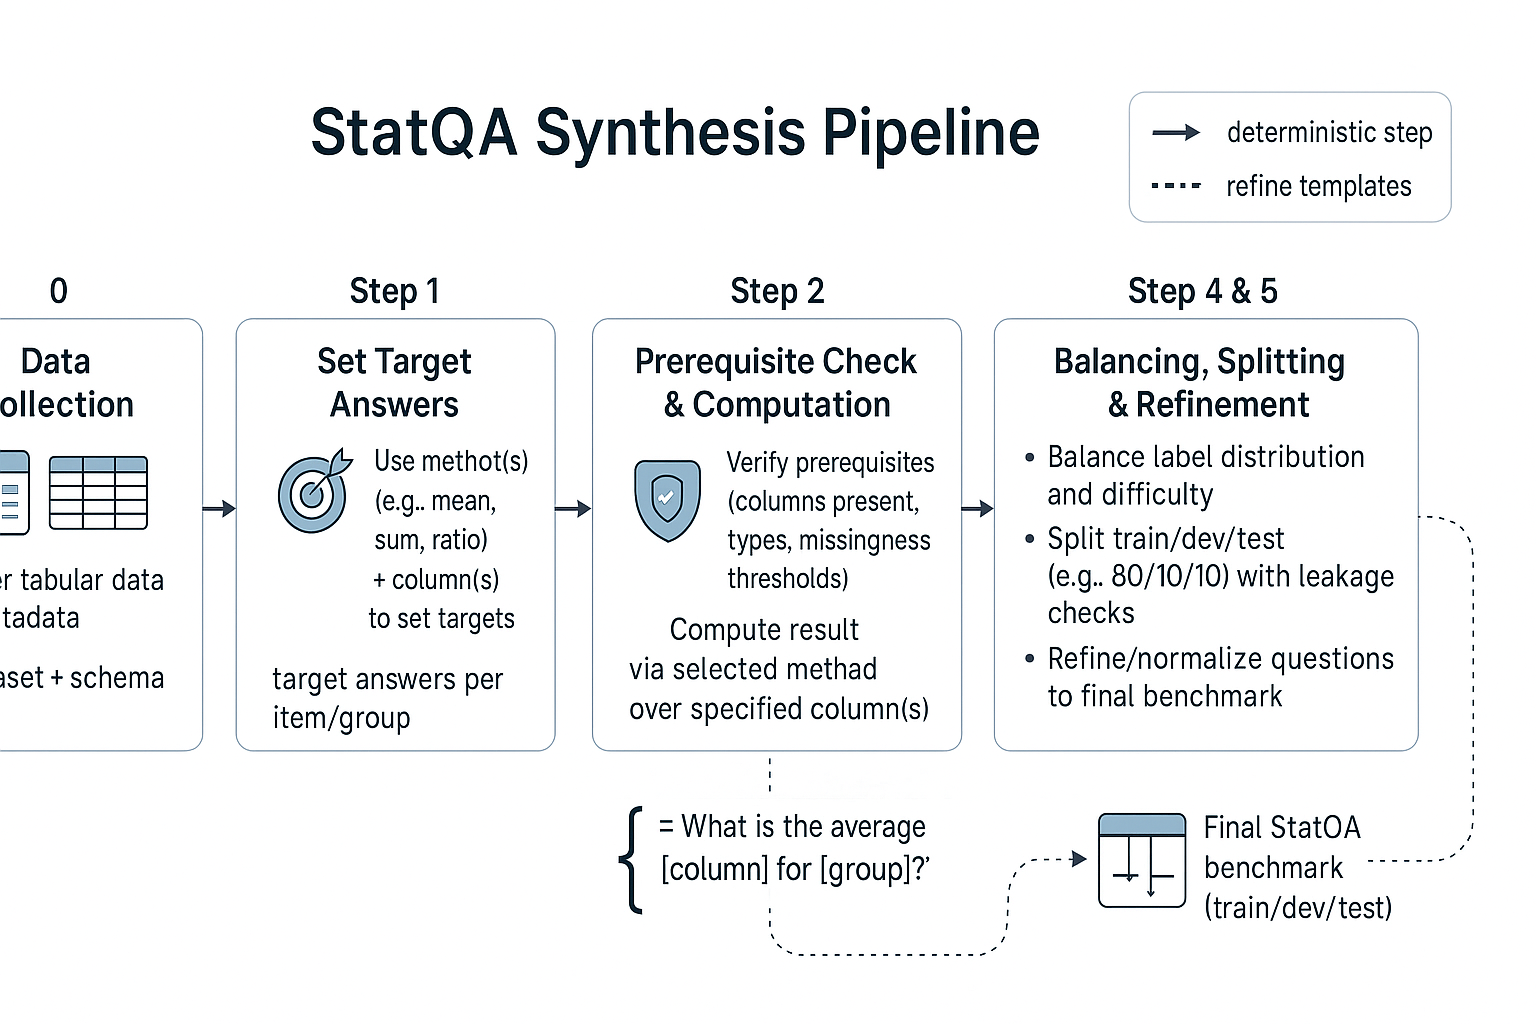 StatQA Synthesis Pipeline
deterministic step
refine templates
0
Data
ollection
er tabular data
tadata
aset + schema
Step 1
Set Target
Answers
Use methot(s)
(e.g.. mean,
sum, ratio)
+ column(s)
to set targets
target answers per
item/group
Step 2
Prerequisite Check
& Computation
Verify prerequisites
(columns present,
types, missingness
thresholds)
Compute result
via selected methad
over specified column(s)
Step 4 & 5
Balancing, Splitting
& Refinement
• Balance label distribution
and difficulty
• Split train/dev/test
(e.g.. 80/10/10) with leakage
checks
• Refine/normalize questions
to final benchmark
= What is the average
[column] for [group]?’
Final StatOA
benchmark
(train/dev/test)